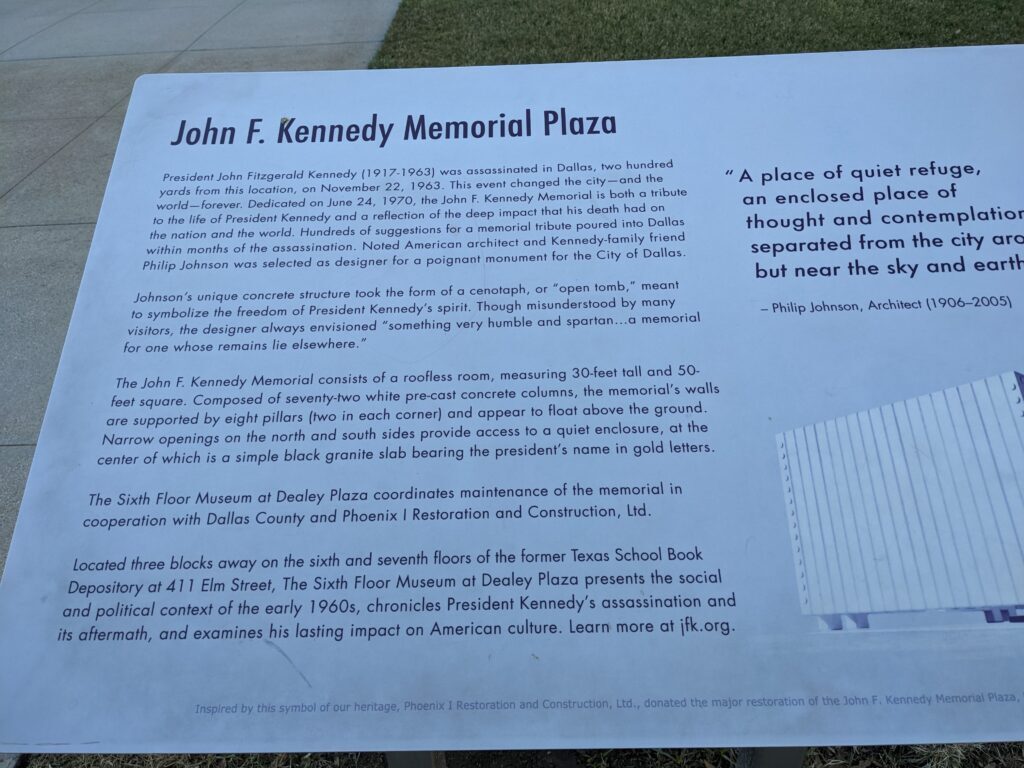 John F. Kennedy Memorial Plaza
President John Fitzgerald Kennedy (1917-1963) was assassinated in Dallas, two hundred
yards from this location, on November 22, 1963. This event changed the city—and the
world—forever. Dedicated on June 24, 1970, the John F. Kennedy Memorial is both a tribute
to the life of President Kennedy and a reflection of the deep impact that his death had on
the nation and the world. Hundreds of suggestions for a memorial tribute poured into Dallas
within months of the assassination. Noted American architect and Kennedy-family friend
Philip Johnson was selected as designer for a poignant monument for the City of Dallas.
Johnson's unique concrete structure took the form of a cenotaph, or "open tomb," meant
to symbolize the freedom of President Kennedy's spirit. Though misunderstood by many
visitors, the designer always envisioned "something very humble and spartan...a memorial
for one whose remains lie elsewhere."
The John F. Kennedy Memorial consists of a roofless room, measuring 30-feet tall and 50-
feet square. Composed of seventy-two white pre-cast concrete columns, the memorial's walls
are supported by eight pillars (two in each corner) and appear to float above the ground.
Narrow openings on the north and south sides provide access to a quiet enclosure, at the
center of which is a simple black granite slab bearing the president's name in gold letters.
The Sixth Floor Museum at Dealey Plaza coordinates maintenance of the memorial in
cooperation with Dallas County and Phoenix I Restoration and Construction, Ltd.
Located three blocks away on the sixth and seventh floors of the former Texas School Book
Depository at 411 Elm Street, The Sixth Floor Museum at Dealey Plaza presents the social
and political context of the early 1960s, chronicles President Kennedy's assassination and
its aftermath, and examines his lasting impact on American culture. Learn more at jfk.org.
"A place of quiet refuge,
an enclosed place of
thought and contemplation
separated from the city aro
but near the sky and earth
– Philip Johnson, Architect (1906–2005)
Inspired by this symbol of our heritage, Phoenix I Restoration and Construction, Ltd., donated the major restoration of the John F. Kennedy Memorial Plaza,